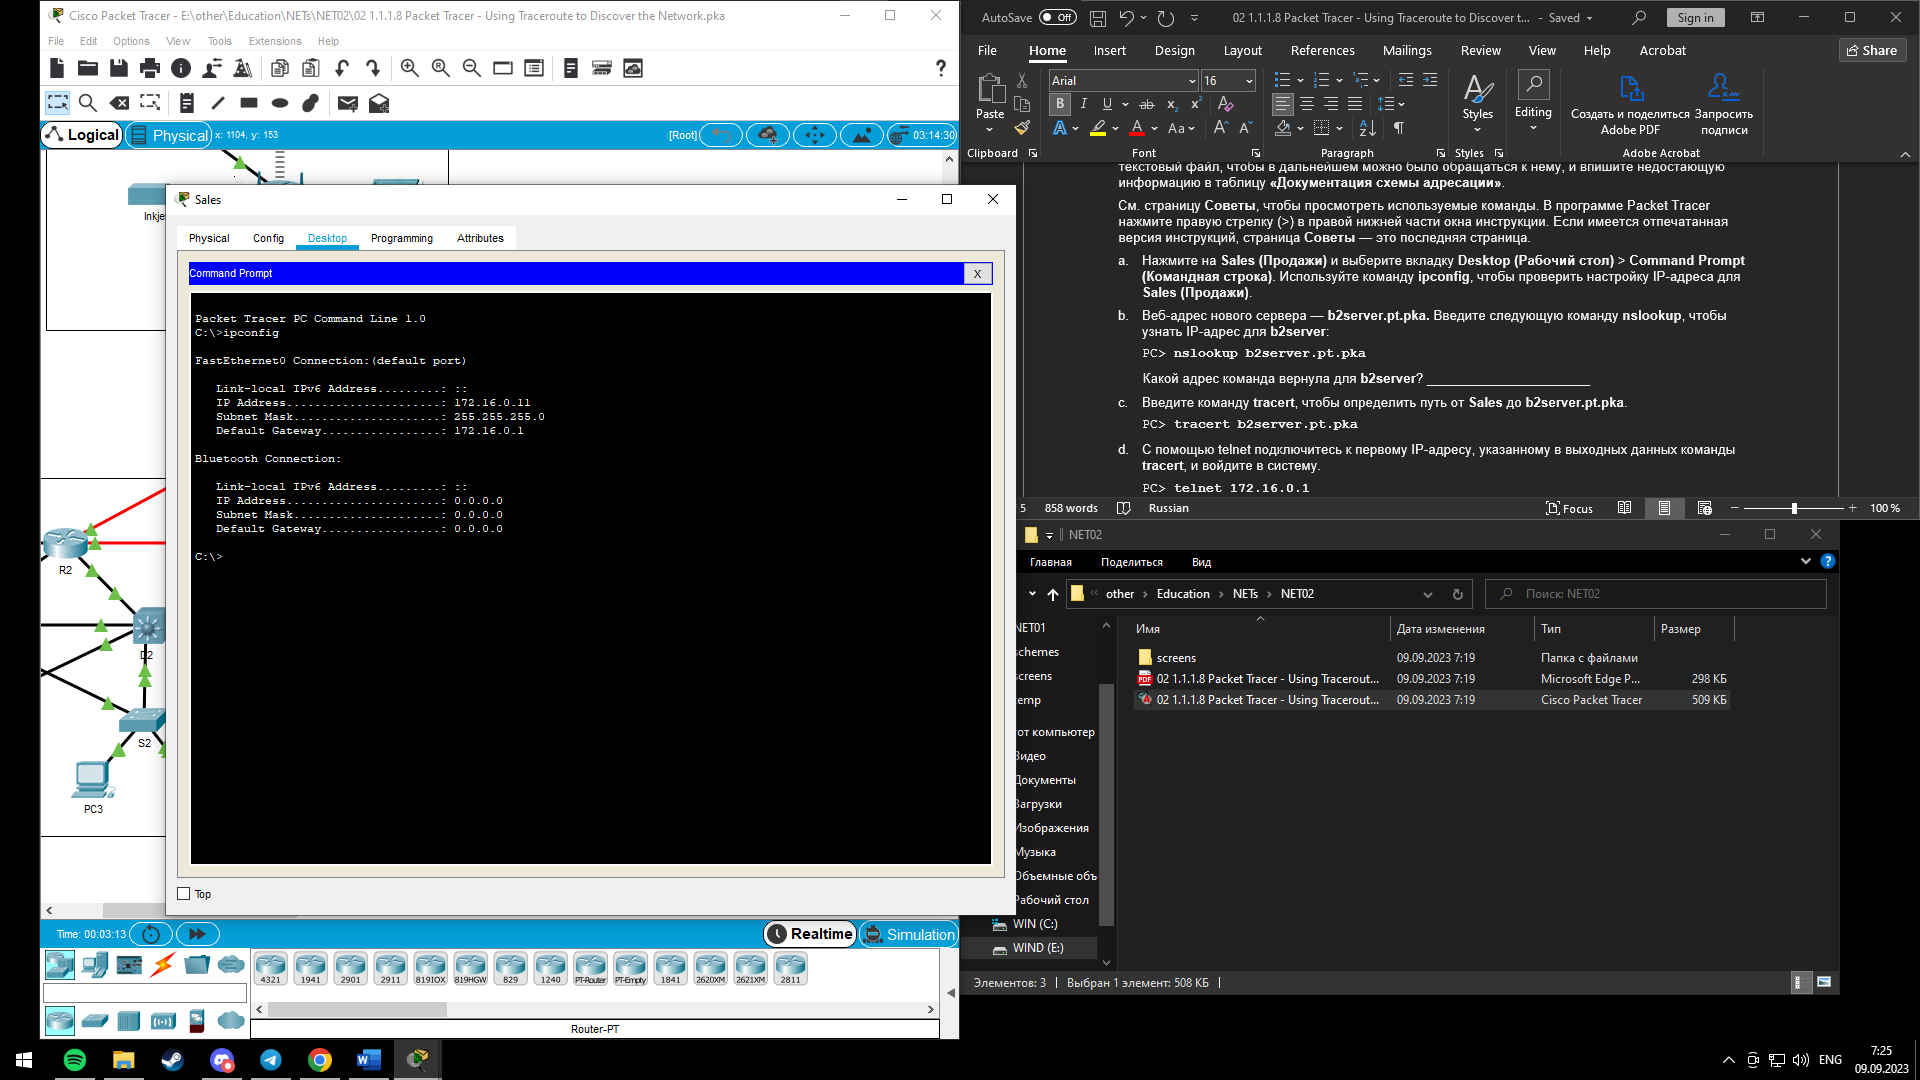 Cisco Packet Tracer - E:\other\Education\NETs\NET02\02 1.1.1.8 Packet Tracer - Using Traceroute to Discover the Network.pka
File Edit Options View Tools Extensions Help
?
Logical Physical x: 1104, y: 153 [Root] 03:14:30
R2
D2
S2
PC3
Sales
Physical Config Desktop Programming Attributes
Command Prompt X
Packet Tracer PC Command Line 1.0
C:\>ipconfig
FastEthernet0 Connection:(default port)
Link-local IPv6 Address.........: ::
IP Address......................: 172.16.0.11
Subnet Mask.....................: 255.255.255.0
Default Gateway.................: 172.16.0.1
Bluetooth Connection:
Link-local IPv6 Address.........: ::
IP Address......................: 0.0.0.0
Subnet Mask.....................: 0.0.0.0
Default Gateway.................: 0.0.0.0
C:\>
Top
Time: 00:03:13 Realtime Simulation
4321 1941 2901 2911 819IOX 819HGW 829 1240 PT-Router PT-Empty 1841 2620XM 2621XM 2811
Router-PT
AutoSave Off 02 1.1.1.8 Packet Tracer - Using Traceroute to Discover t... - Saved Sign in
File Home Insert Design Layout References Mailings Review View Help Acrobat Share
Paste Arial 16 Styles Editing Создать и поделиться Adobe PDF Запросить подписи
Clipboard Font Paragraph Styles Adobe Acrobat
текстовый файл, чтобы в дальнейшем можно было обращаться к нему, и впишите недостающую
информацию в таблицу «Документация схемы адресации».
См. страницу Советы, чтобы просмотреть используемые команды. В программе Packet Tracer
нажмите правую стрелку (>) в правой нижней части окна инструкции. Если имеется отпечатанная
версия инструкций, страница Советы — это последняя страница.
a. Нажмите на Sales (Продажи) и выберите вкладку Desktop (Рабочий стол) > Command Prompt
(Командная строка). Используйте команду ipconfig, чтобы проверить настройку IP-адреса для
Sales (Продажи).
b. Веб-адрес нового сервера — b2server.pt.pka. Введите следующую команду nslookup, чтобы
узнать IP-адрес для b2server:
PC> nslookup b2server.pt.pka
Какой адрес команда вернула для b2server? ______________________
c. Введите команду tracert, чтобы определить путь от Sales до b2server.pt.pka.
PC> tracert b2server.pt.pka
d. С помощью telnet подключитесь к первому IP-адресу, указанному в выходных данных команды
tracert, и войдите в систему.
PC> telnet 172.16.0.1
5 858 words Russian Focus 100 %
NET02
Главная Поделиться Вид
other Education NETs NET02 Поиск: NET02
Имя Дата изменения Тип Размер
screens 09.09.2023 7:19 Папка с файлами
02 1.1.1.8 Packet Tracer - Using Tracerout... 09.09.2023 7:19 Microsoft Edge P... 298 КБ
02 1.1.1.8 Packet Tracer - Using Tracerout... 09.09.2023 7:19 Cisco Packet Tracer 509 КБ
NET01
schemes
screens
temp
от компьютер
Видео
Документы
Загрузки
Изображения
Музыка
Объемные объ
Рабочий стол
WIN (C:)
WIND (E:)
Элементов: 3 Выбран 1 элемент: 508 КБ
ENG
7:25
09.09.2023